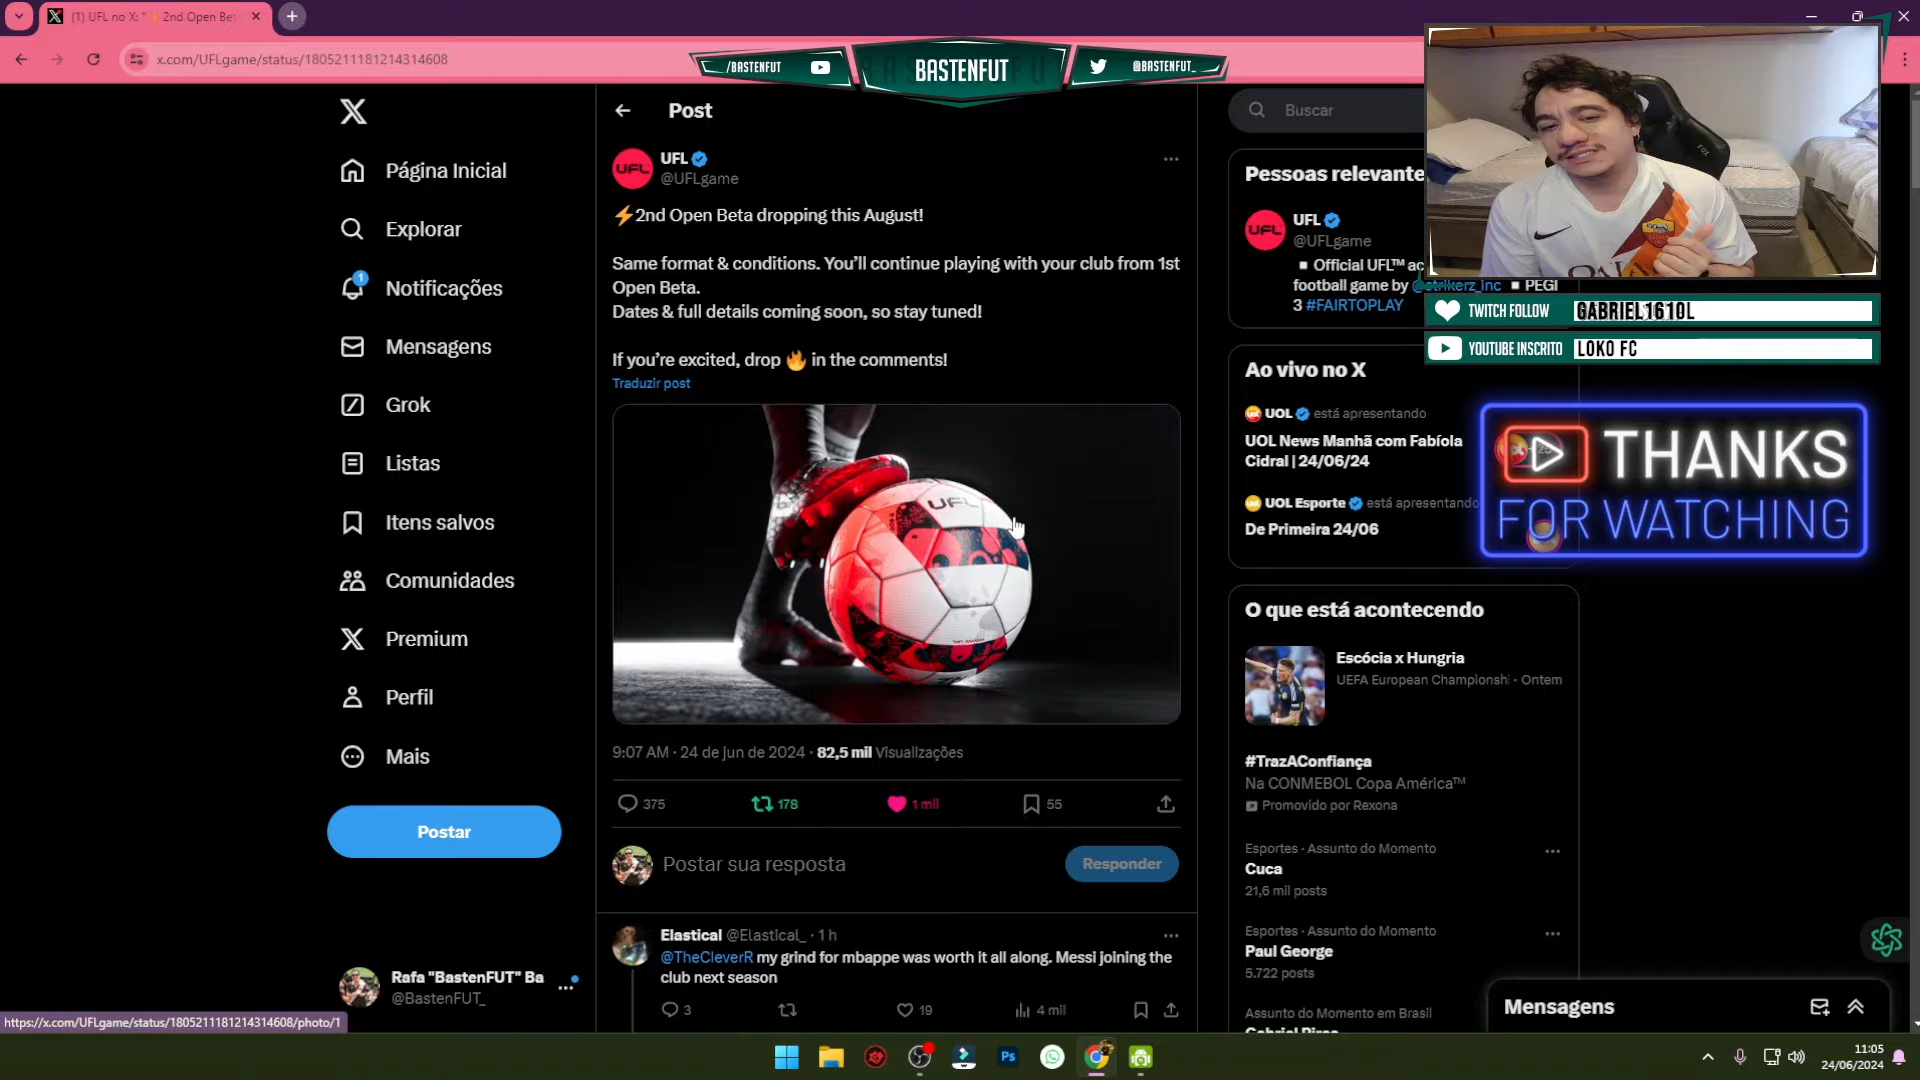 (1) UFL no X: "⚡2nd Open Bet
x.com/UFLgame/status/1805211181214314608
/BASTENFUT
BASTENFUT
@BASTENFUT_
Página Inicial
Explorar
1
Notificações
Mensagens
Grok
Listas
Itens salvos
Comunidades
Premium
Perfil
Mais
Postar
Rafa "BastenFUT" Ba
@BastenFUT_
https://x.com/UFLgame/status/1805211181214314608/photo/1
Post
UFL
UFL
@UFLgame
⚡2nd Open Beta dropping this August!
Same format & conditions. You’ll continue playing with your club from 1st
Open Beta.
Dates & full details coming soon, so stay tuned!
If you’re excited, drop 🔥 in the comments!
Traduzir post
UFL
9:07 AM · 24 de jun de 2024 · 82,5 mil Visualizações
375
178
1 mil
55
Postar sua resposta
Responder
Elastical @Elastical_ · 1 h
@TheCleverR my grind for mbappe was worth it all along. Messi joining the
club next season
3
19
4 mil
Buscar
Pessoas relevante
UFL
UFL
@UFLgame
▪ Official UFL™ ac
football game by @strikerz_inc ▪ PEGI
3 #FAIRTOPLAY
Ao vivo no X
UOL está apresentando
UOL News Manhã com Fabíola
Cidral | 24/06/24
UOL Esporte está apresentando
De Primeira 24/06
O que está acontecendo
Escócia x Hungria
UEFA European Championshi · Ontem
#TrazAConfiança
Na CONMEBOL Copa América™
Promovido por Rexona
Esportes · Assunto do Momento
Cuca
21,6 mil posts
Esportes · Assunto do Momento
Paul George
5.722 posts
Assunto do Momento em Brasil
Gabriel Pires
Mensagens
TWITCH FOLLOW
GABRIEL1610L
YOUTUBE INSCRITO
LOKO FC
THANKS
FOR WATCHING
Ps
11:05
24/06/2024